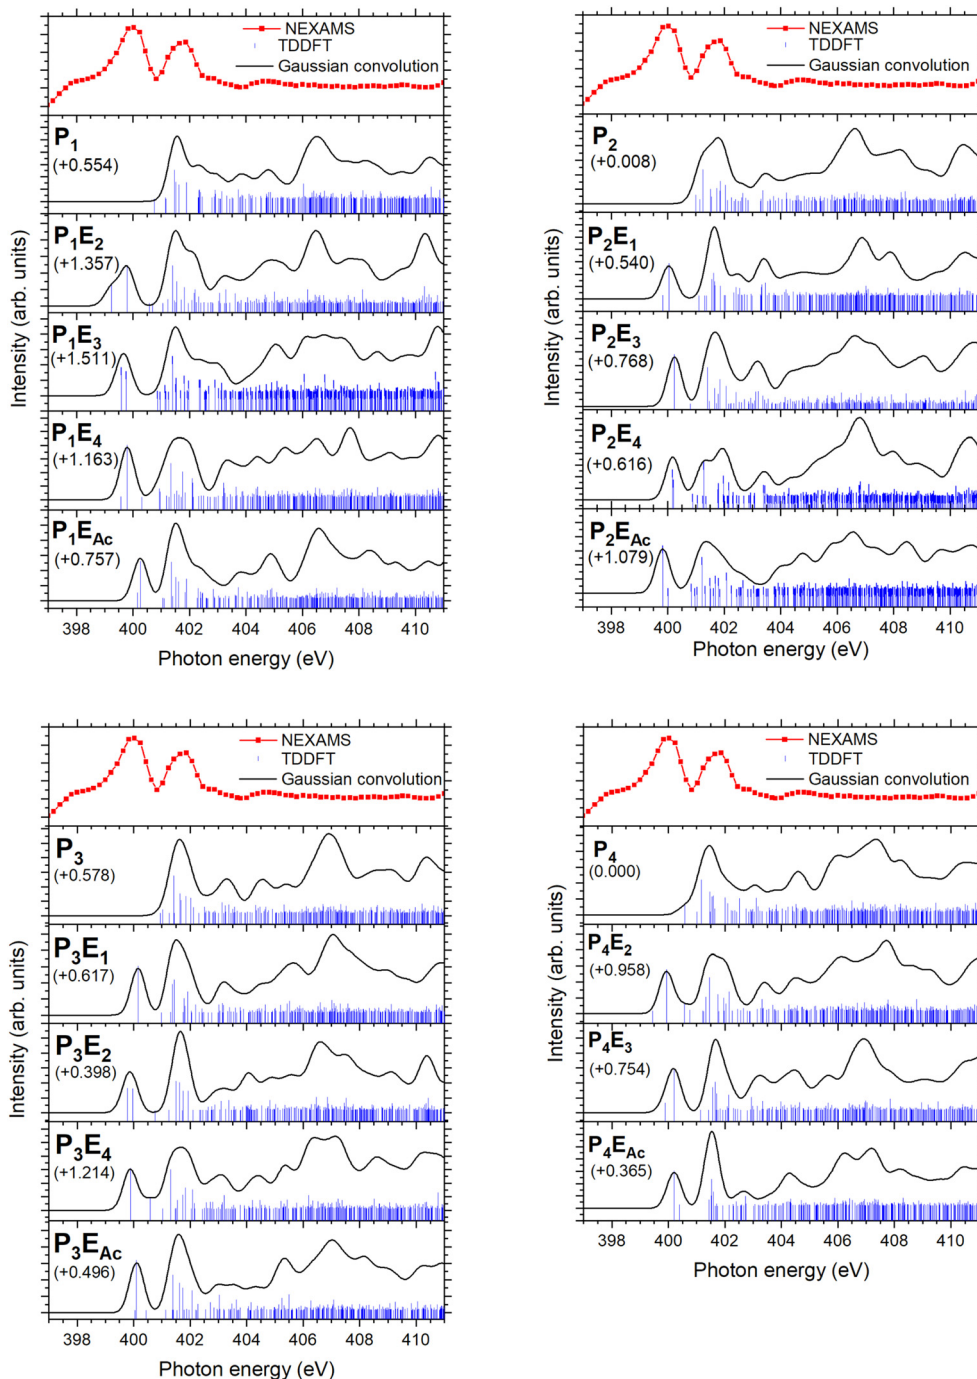 NEXAMS
TDDFT
Gaussian convolution
P1
(+0.554)
P1E2
(+1.357)
P1E3
(+1.511)
P1E4
(+1.163)
P1EAc
(+0.757)
Intensity (arb. units)
398 400 402 404 406 408 410
Photon energy (eV)
NEXAMS
TDDFT
Gaussian convolution
P2
(+0.008)
P2E1
(+0.540)
P2E3
(+0.768)
P2E4
(+0.616)
P2EAc
(+1.079)
Intensity (arb. units)
398 400 402 404 406 408 410
Photon energy (eV)
NEXAMS
TDDFT
Gaussian convolution
P3
(+0.578)
P3E1
(+0.617)
P3E2
(+0.398)
P3E4
(+1.214)
P3EAc
(+0.496)
Intensity (arb. units)
398 400 402 404 406 408 410
Photon energy (eV)
NEXAMS
TDDFT
Gaussian convolution
P4
(0.000)
P4E2
(+0.958)
P4E3
(+0.754)
P4EAc
(+0.365)
Intensity (arb. units)
398 400 402 404 406 408 410
Photon energy (eV)